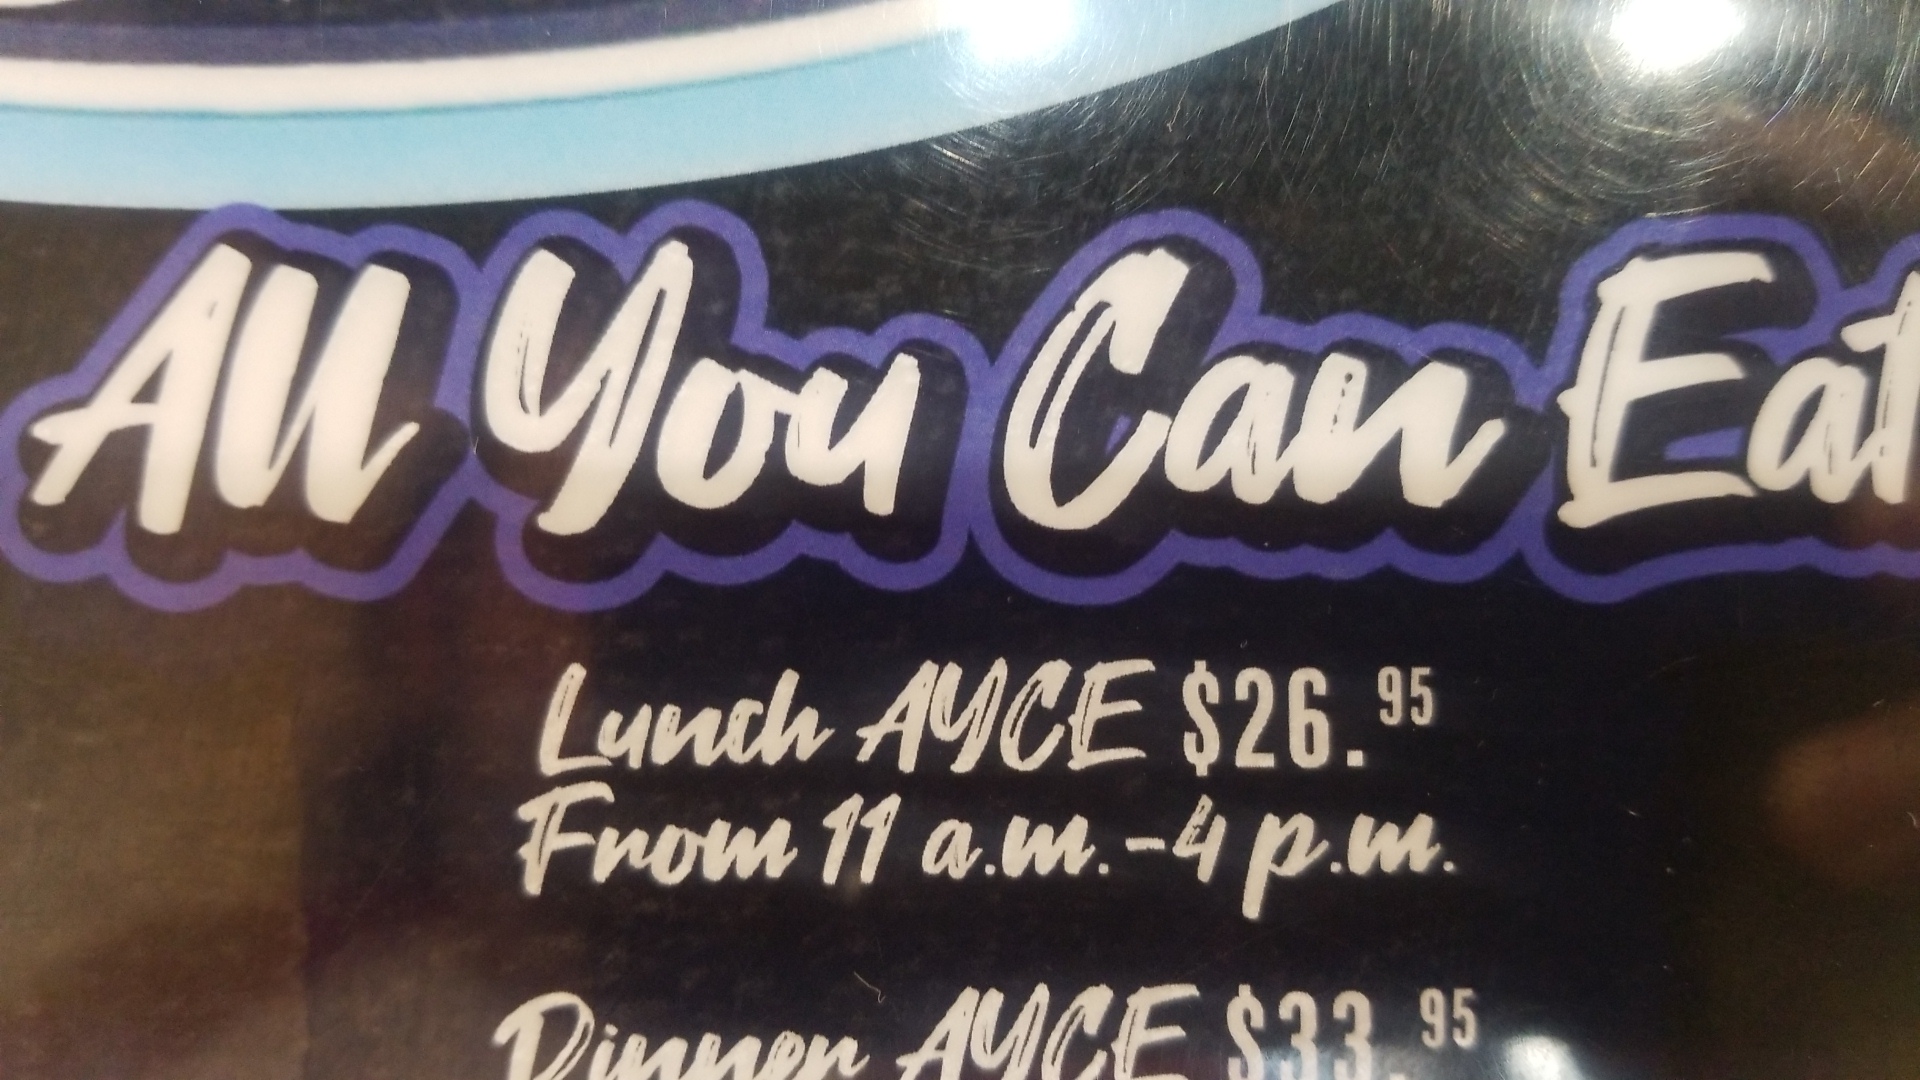 All You Can Eat
Lunch AYCE $26.95
From 11 a.m.-4 p.m.
Dinner AYCE $33.95